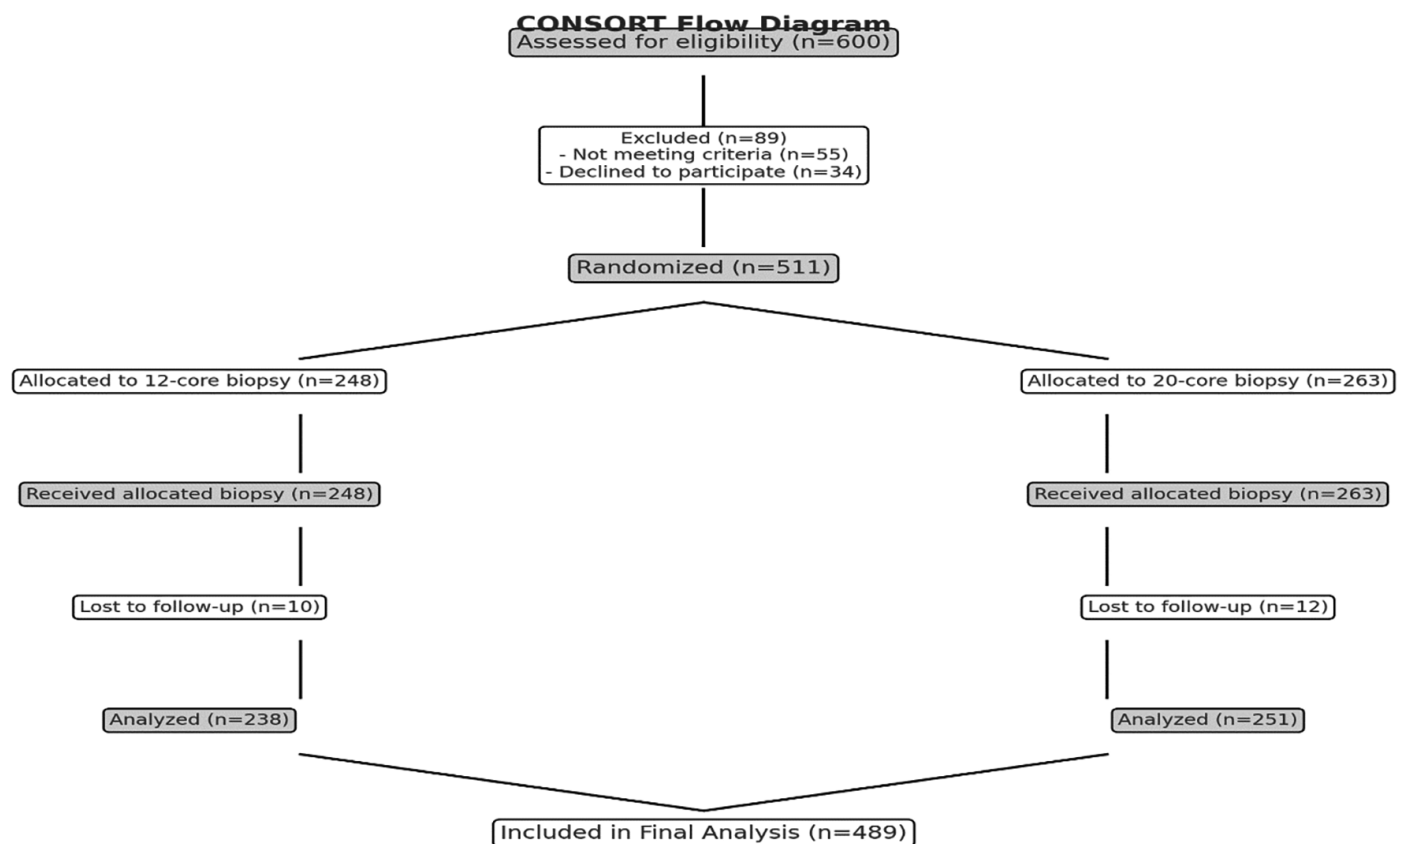 CONSORT Flow Diagram
Assessed for eligibility (n=600)
Excluded (n=89)
- Not meeting criteria (n=55)
- Declined to participate (n=34)
Randomized (n=511)
Allocated to 12-core biopsy (n=248)
Allocated to 20-core biopsy (n=263)
Received allocated biopsy (n=248)
Received allocated biopsy (n=263)
Lost to follow-up (n=10)
Lost to follow-up (n=12)
Analyzed (n=238)
Analyzed (n=251)
Included in Final Analysis (n=489)